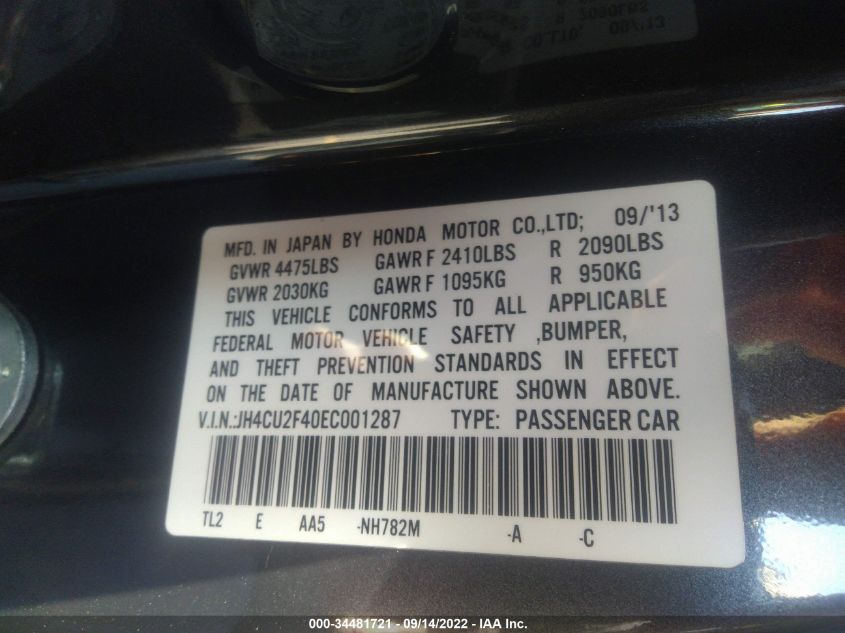 MFD. IN JAPAN BY HONDA MOTOR CO.,LTD; 09/'13
GVWR 4475LBS GAWR F 2410LBS R 2090LBS
GVWR 2030KG GAWR F 1095KG R 950KG
THIS VEHICLE CONFORMS TO ALL APPLICABLE
FEDERAL MOTOR VEHICLE SAFETY ,BUMPER,
AND THEFT PREVENTION STANDARDS IN EFFECT
ON THE DATE OF MANUFACTURE SHOWN ABOVE.
V.I.N.:JH4CU2F40EC001287 TYPE: PASSENGER CAR
TL2 E AA5 -NH782M -A -C
000-34481721 - 09/14/2022 - IAA Inc.